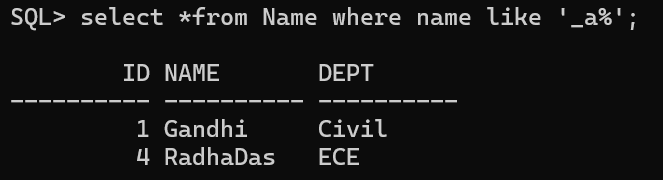 SQL> select *from Name where name like '_a%';
ID NAME DEPT
---------- ---------- ----------
1 Gandhi Civil
4 RadhaDas ECE